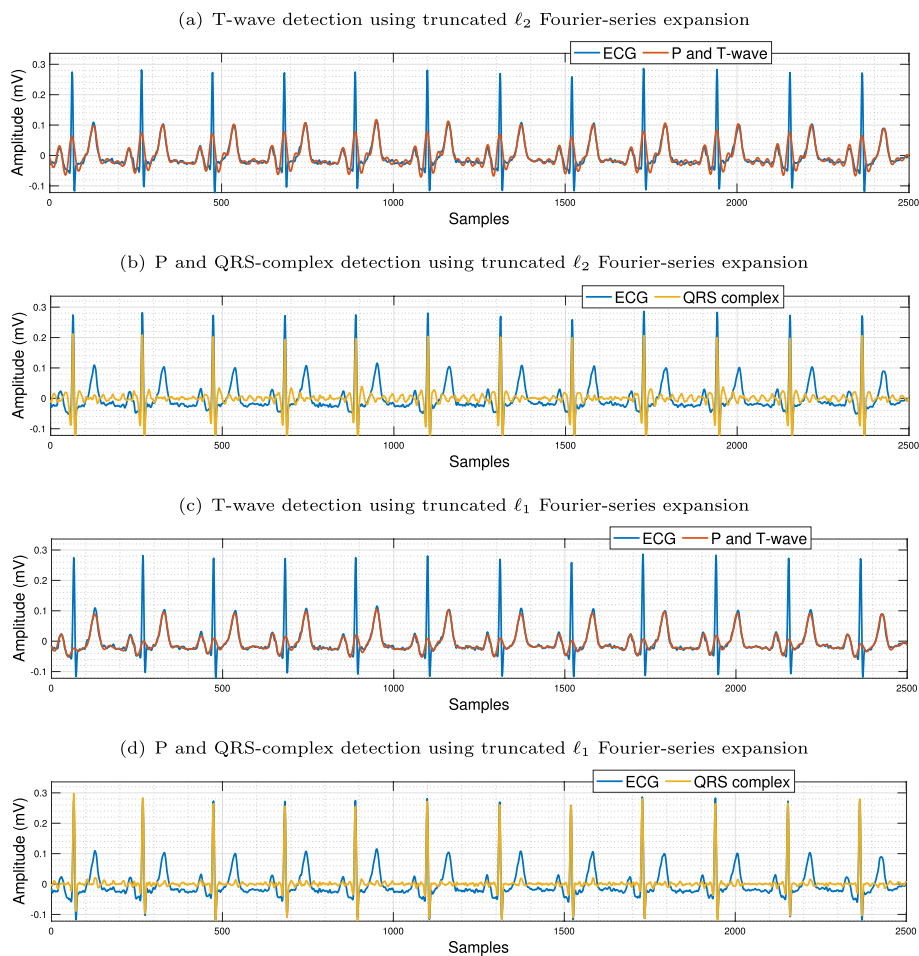 (a) T-wave detection using truncated ℓ2 Fourier-series expansion
ECG P and T-wave
Amplitude (mV)
0.3
0.2
0.1
0
-0.1
0 500 1000 1500 2000 2500
Samples
(b) P and QRS-complex detection using truncated ℓ2 Fourier-series expansion
ECG QRS complex
Amplitude (mV)
0.3
0.2
0.1
0
-0.1
0 500 1000 1500 2000 2500
Samples
(c) T-wave detection using truncated ℓ1 Fourier-series expansion
ECG P and T-wave
Amplitude (mV)
0.3
0.2
0.1
0
-0.1
0 500 1000 1500 2000 2500
Samples
(d) P and QRS-complex detection using truncated ℓ1 Fourier-series expansion
ECG QRS complex
Amplitude (mV)
0.3
0.2
0.1
0
-0.1
0 500 1000 1500 2000 2500
Samples